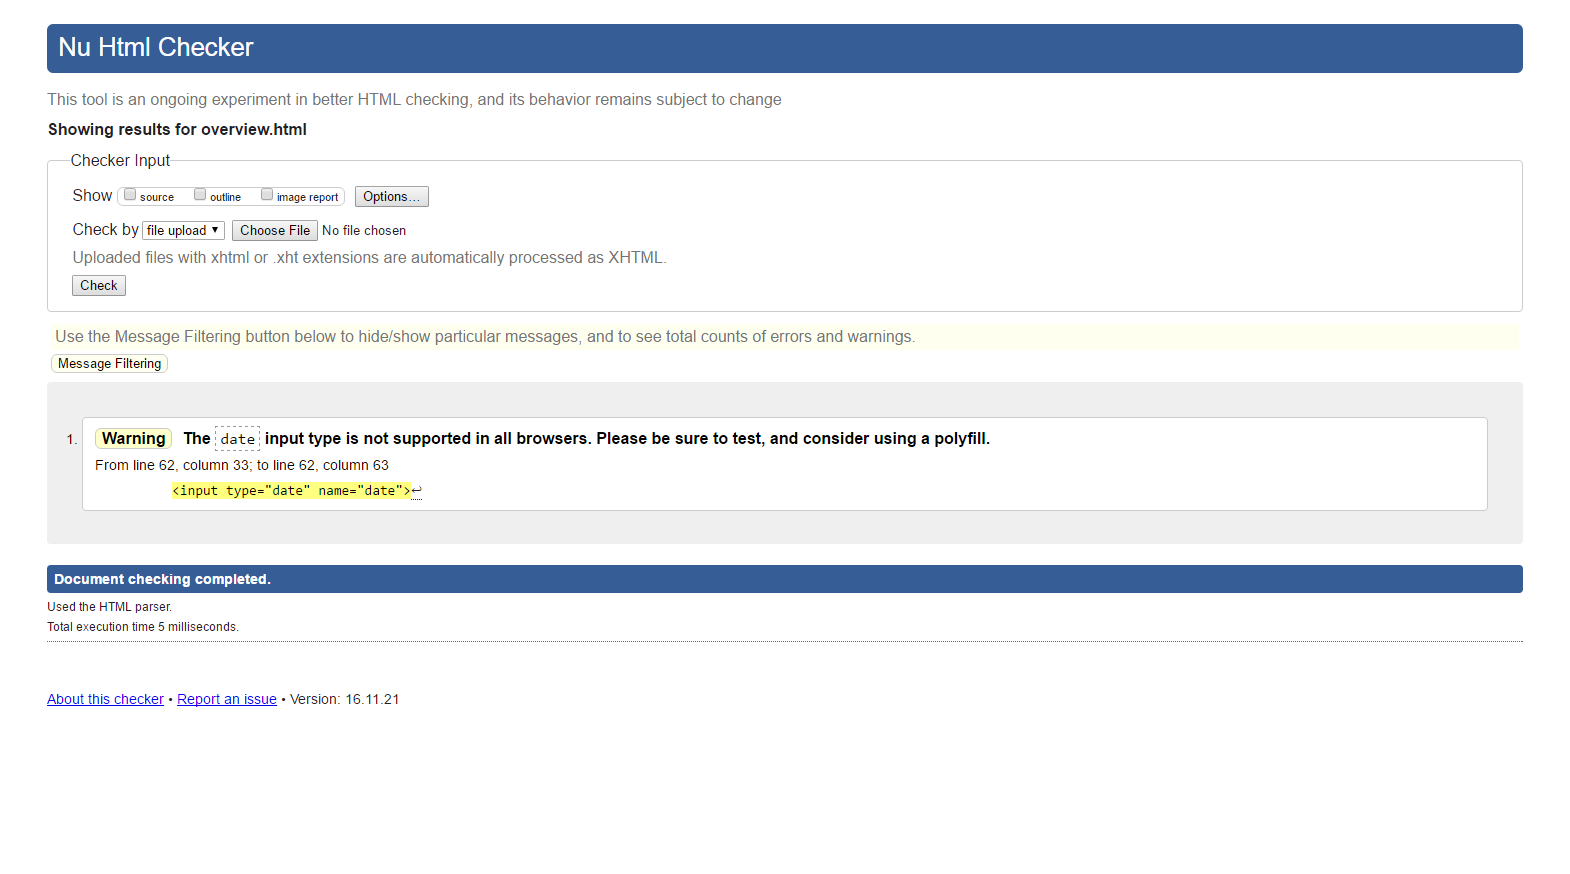 Nu Html Checker
This tool is an ongoing experiment in better HTML checking, and its behavior remains subject to change
Showing results for overview.html
Checker Input
Show source outline image report Options...
Check by file upload ▼ Choose File No file chosen
Uploaded files with xhtml or .xht extensions are automatically processed as XHTML.
Check
Use the Message Filtering button below to hide/show particular messages, and to see total counts of errors and warnings.
Message Filtering
1. Warning The date input type is not supported in all browsers. Please be sure to test, and consider using a polyfill.
From line 62, column 33; to line 62, column 63
<input type="date" name="date">↩
Document checking completed.
Used the HTML parser.
Total execution time 5 milliseconds.
About this checker • Report an issue • Version: 16.11.21